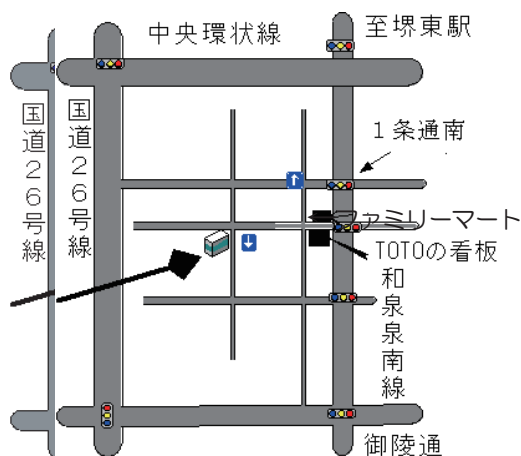 中央環状線
至堺東駅
国道26号線
国道26号線
1条通南
ファミリーマート
TOTOの看板
和泉泉南線
御陵通